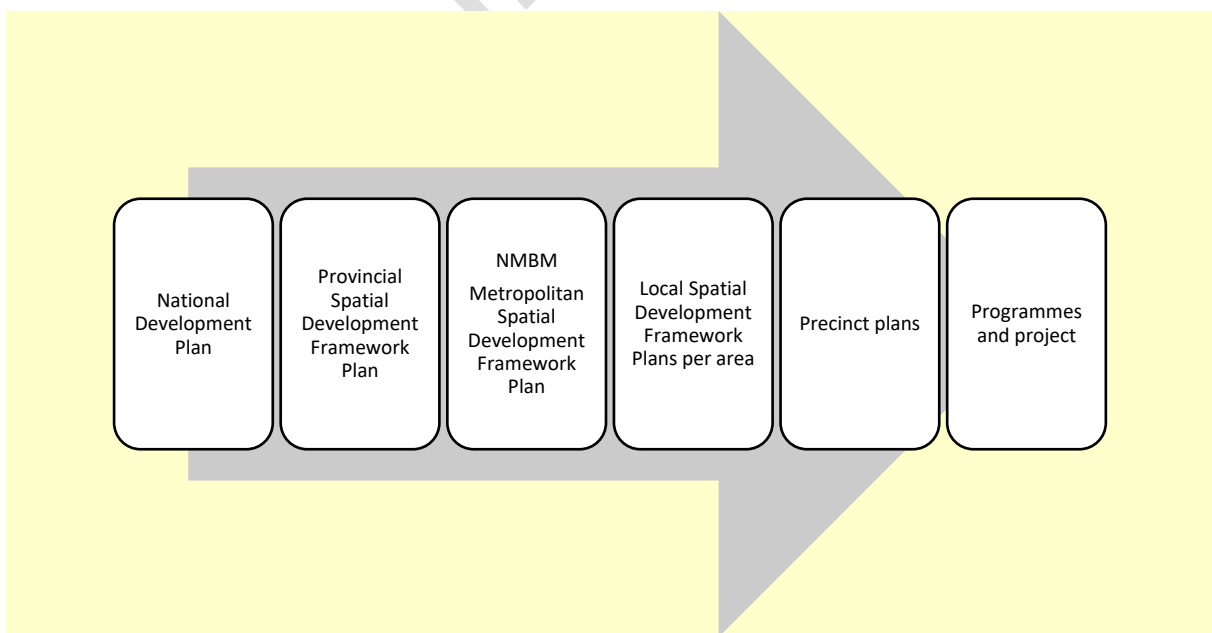 National
Development
Plan
Provincial
Spatial
Development
Framework
Plan
NMBM
Metropolitan
Spatial
Development
Framework
Plan
Local Spatial
Development
Framework
Plans per area
Precinct plans
Programmes
and project